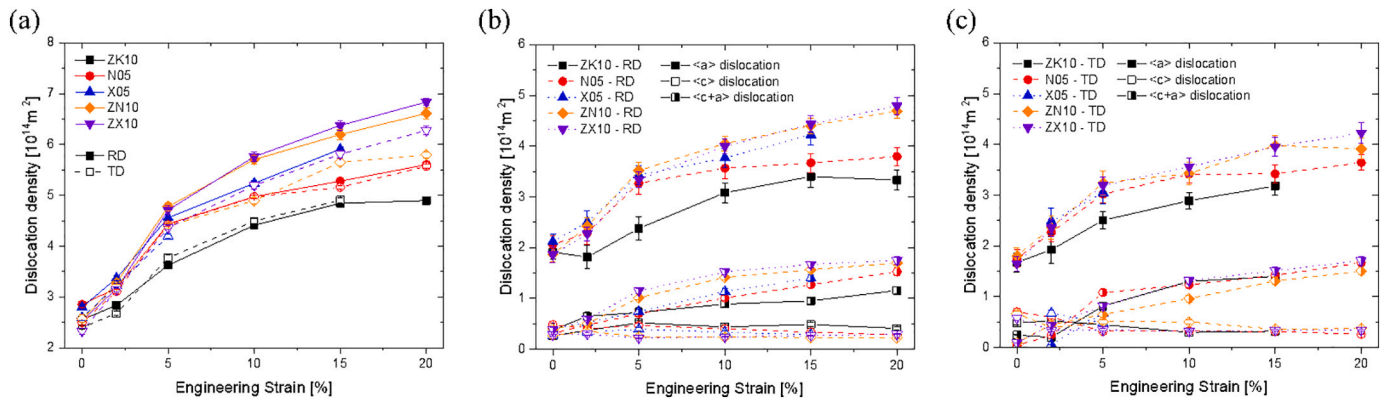 (a)
8
7
6
5
4
3
2
Dislocation density [10¹⁴m⁻²]
ZK10
N05
X05
ZN10
ZX10
RD
TD
0
5
10
15
20
Engineering Strain [%]
(b)
6
5
4
3
2
1
0
Dislocation density [10¹⁴m⁻²]
ZK10 - RD
N05 - RD
X05 - RD
ZN10 - RD
ZX10 - RD
<a> dislocation
<c> dislocation
<c+a> dislocation
0
5
10
15
20
Engineering Strain [%]
(c)
6
5
4
3
2
1
0
Dislocation density [10¹⁴m⁻²]
ZK10 - TD
N05 - TD
X05 - TD
ZN10 - TD
ZX10 - TD
<a> dislocation
<c> dislocation
<c+a> dislocation
0
5
10
15
20
Engineering Strain [%]